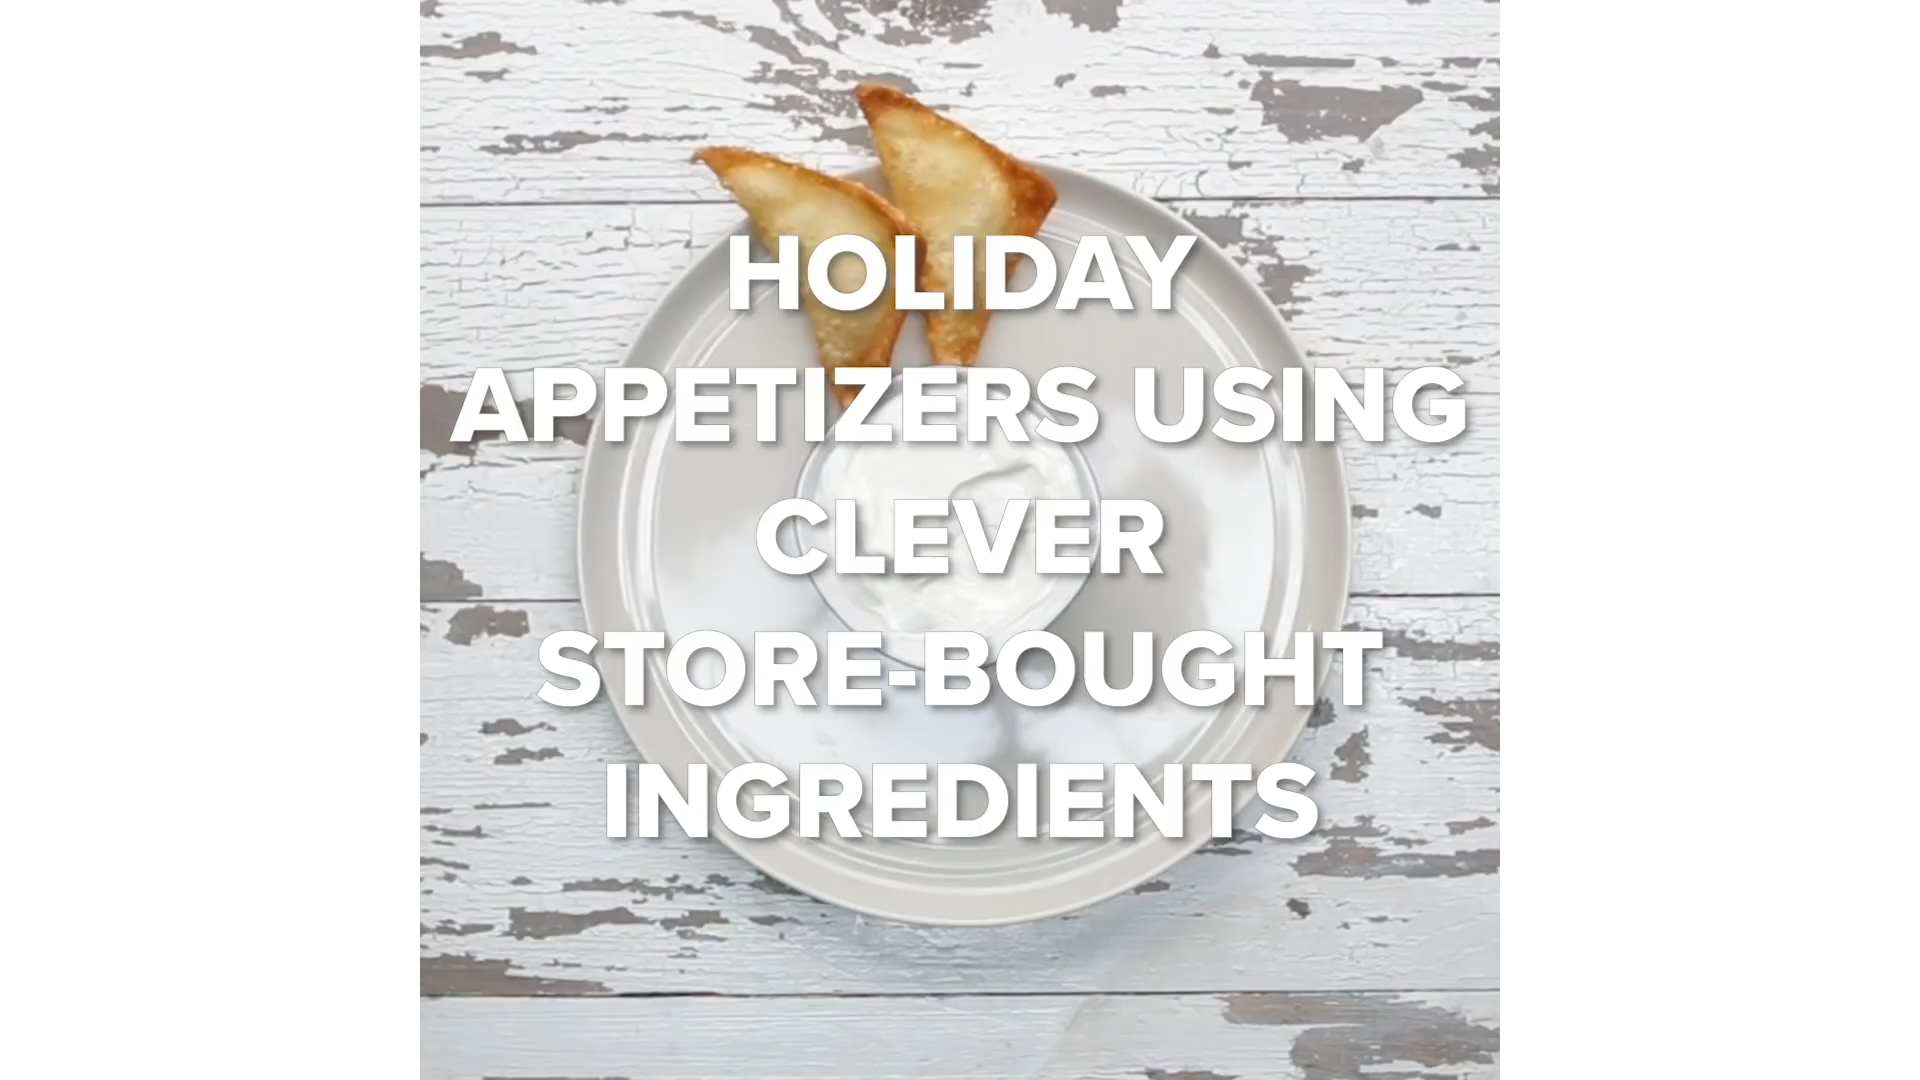 HOLIDAY
APPETIZERS USING
CLEVER
STORE-BOUGHT
INGREDIENTS